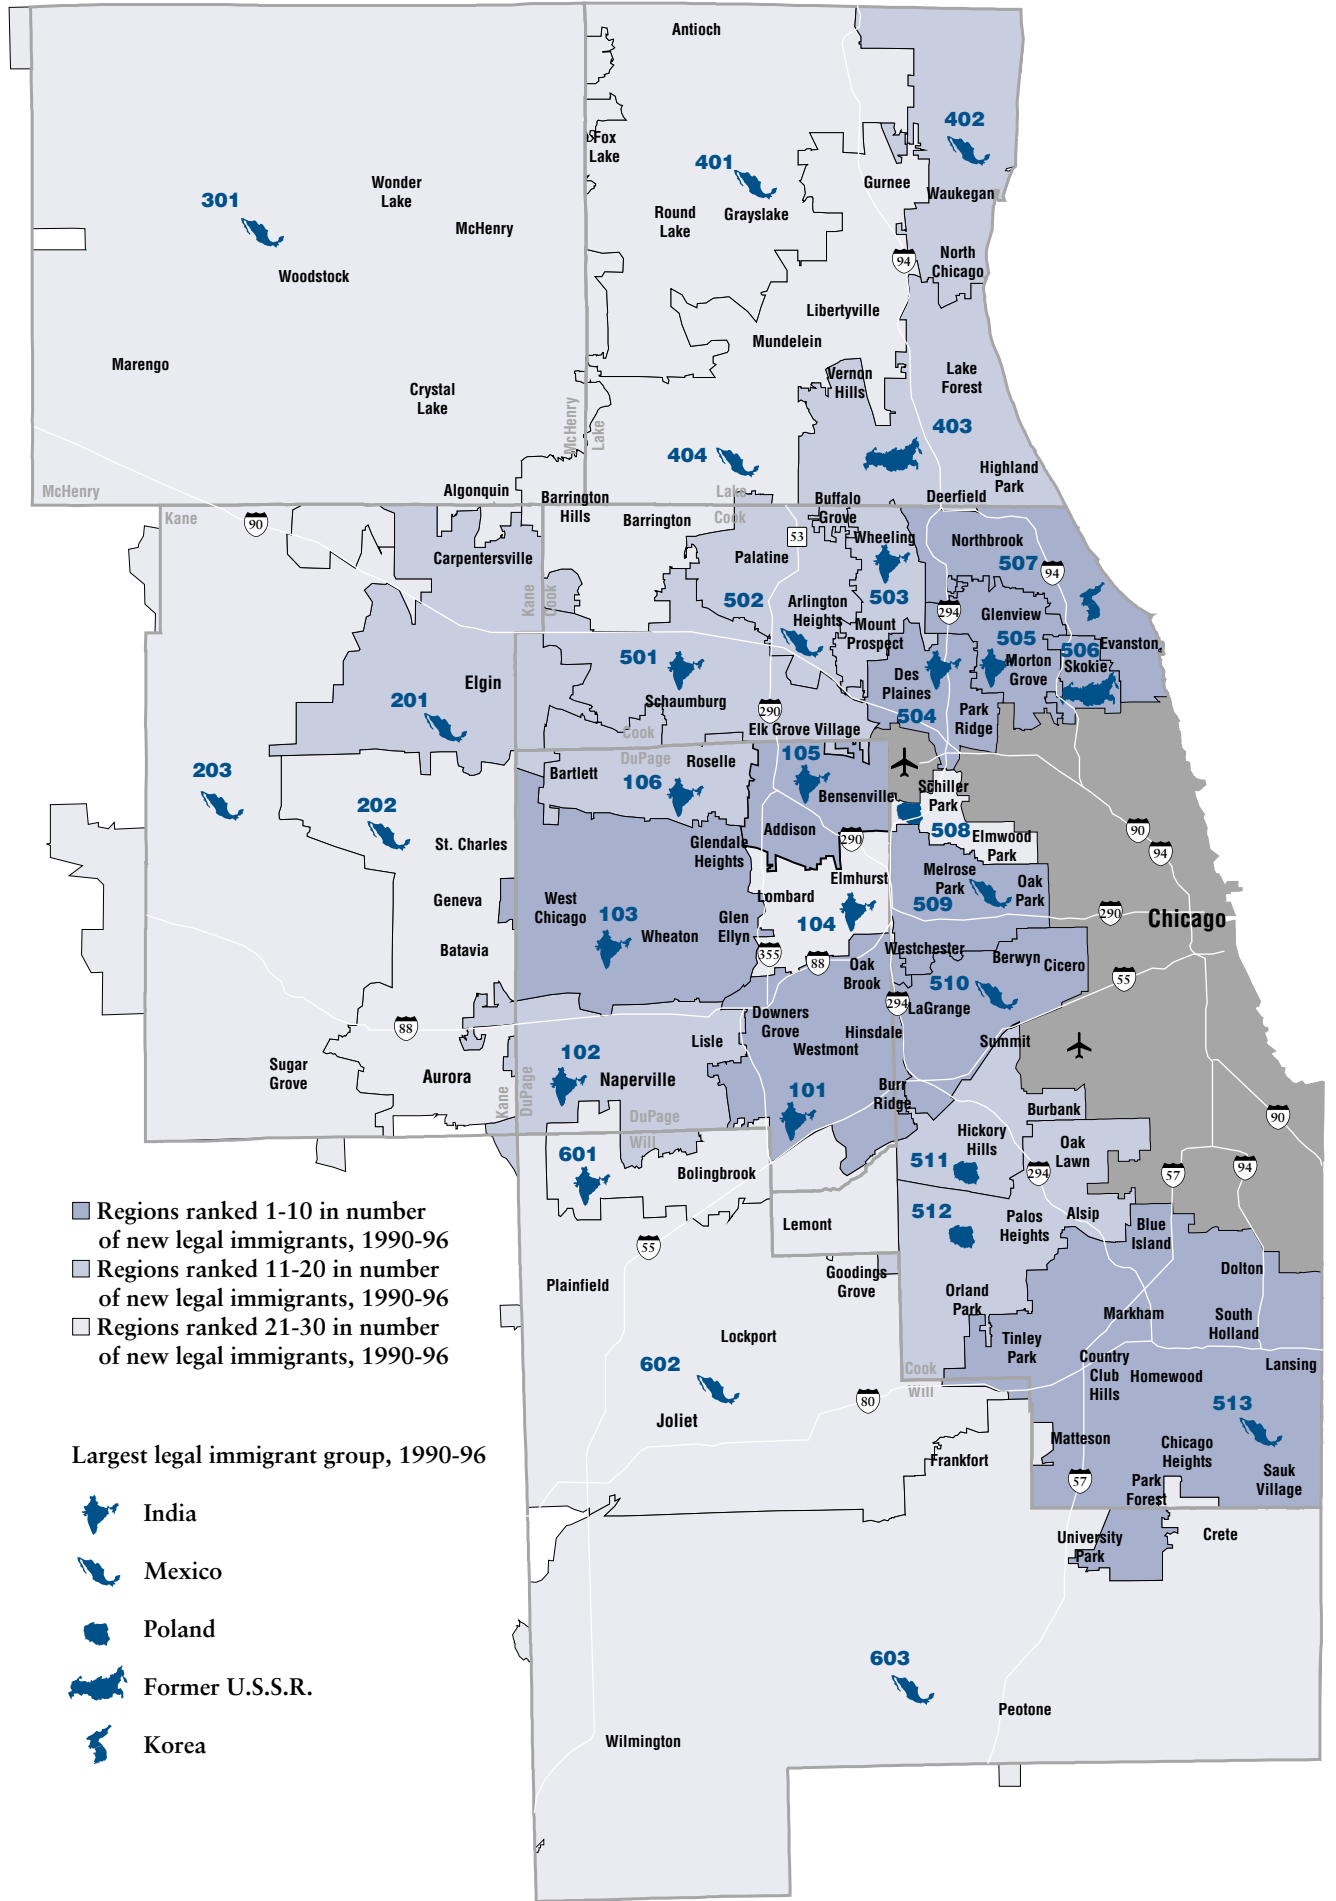 Antioch
402
Fox
Lake
401
Gurnee
Wonder
Lake
Waukegan
301
Round
Lake
Grayslake
McHenry
94
North
Chicago
Woodstock
Libertyville
Mundelein
Marengo
Vernon
Hills
Lake
Forest
Crystal
Lake
McHenry
Lake
403
404
Highland
Park
McHenry
Algonquin
Lake
Deerfield
Barrington
Hills
Buffalo
Grove
Kane
90
Barrington
Cook
53
Wheeling
Northbrook
Carpentersville
Palatine
507
94
Kane
Cook
502
Arlington
Heights
503
294
Glenview
Mount
Prospect
505
506
Evanston
501
Morton
Grove
Skokie
Elgin
Des
Plaines
201
Schaumburg
290
504
Park
Ridge
Cook
Elk Grove Village
DuPage
Roselle
105
203
Bartlett
106
Bensenville
Schiller
Park
202
Addison
290
508
Elmwood
Park
90
94
St. Charles
Glendale
Heights
Elmhurst
Melrose
Park
Oak
Park
Geneva
West
Chicago
Lombard
509
290
Chicago
103
Glen
Ellyn
104
Wheaton
Batavia
355
88
Westchester
Berwyn
Cicero
Oak
Brook
510
55
294
LaGrange
88
Downers
Grove
Hinsdale
Lisle
Westmont
Summit
Sugar
Grove
102
Aurora
Naperville
101
Burr
Ridge
Kane
DuPage
Burbank
90
DuPage
Will
Hickory
Hills
Oak
Lawn
601
511
294
57
94
Bolingbrook
Regions ranked 1-10 in number
of new legal immigrants, 1990-96
512
Palos
Heights
Alsip
Blue
Island
Lemont
55
Regions ranked 11-20 in number
of new legal immigrants, 1990-96
Goodings
Grove
Dolton
Plainfield
Orland
Park
Markham
South
Holland
Regions ranked 21-30 in number
of new legal immigrants, 1990-96
Lockport
Tinley
Park
602
Cook
Will
Country
Club
Hills
Homewood
Lansing
80
513
Joliet
Matteson
Largest legal immigrant group, 1990-96
Frankfort
Chicago
Heights
57
Park
Forest
Sauk
Village
India
University
Park
Crete
Mexico
Poland
603
Former U.S.S.R.
Peotone
Korea
Wilmington